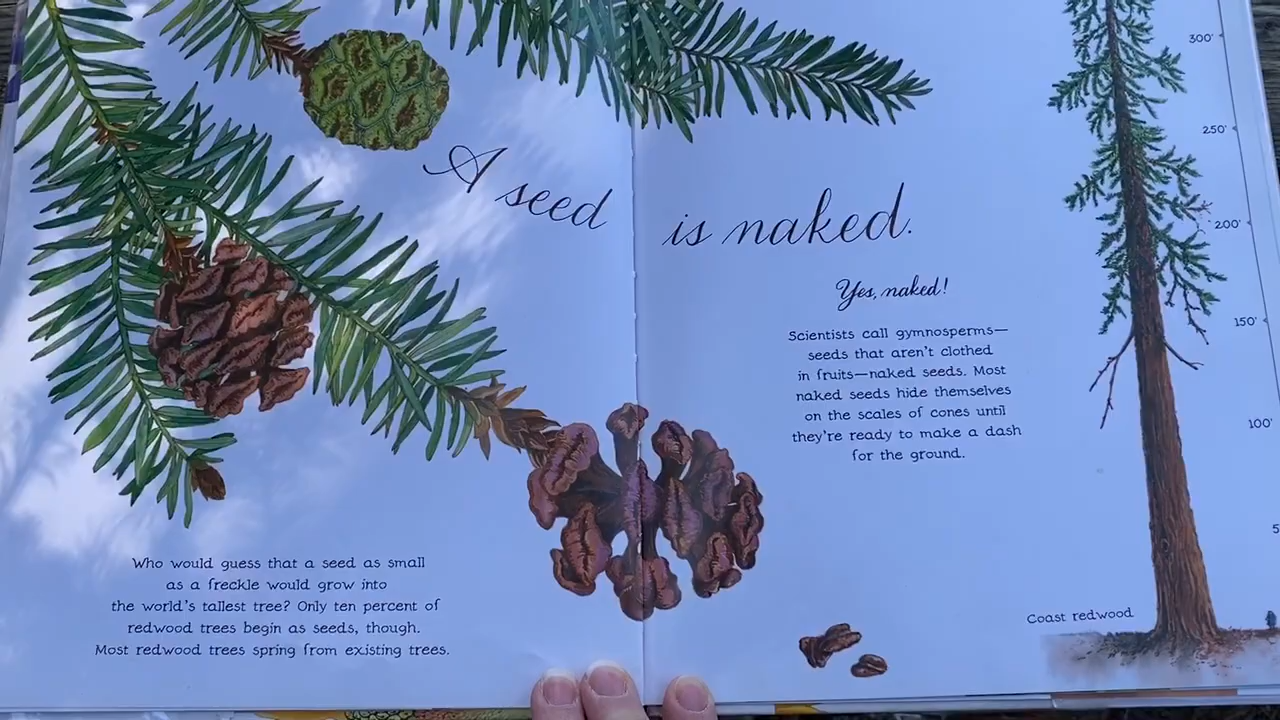 A seed is naked.
Yes, naked!
Scientists call gymnosperms—
seeds that aren't clothed
in fruits—naked seeds. Most
naked seeds hide themselves
on the scales of cones until
they're ready to make a dash
for the ground.
Who would guess that a seed as small
as a freckle would grow into
the world's tallest tree? Only ten percent of
redwood trees begin as seeds, though.
Most redwood trees spring from existing trees.
300'
250'
200'
150'
100'
5
Coast redwood